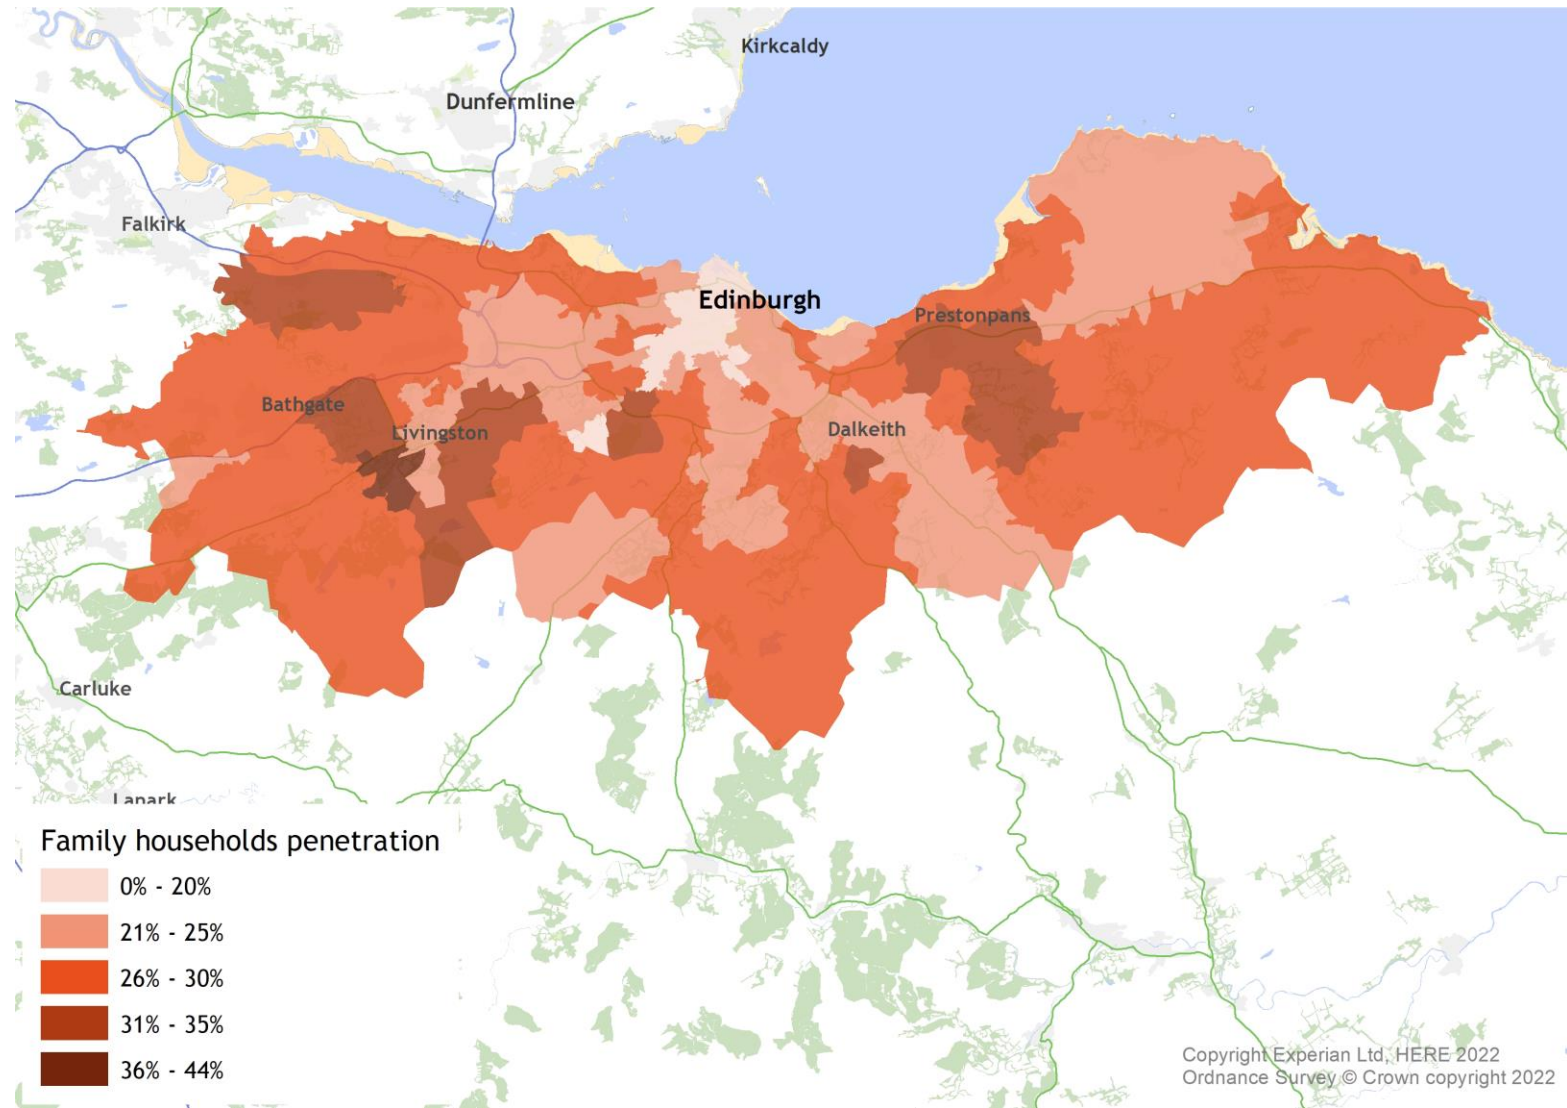 Kirkcaldy
Dunfermline
Falkirk
Edinburgh
Prestonpans
Bathgate
Livingston
Dalkeith
Carluke
Lanark
Family households penetration
0% - 20%
21% - 25%
26% - 30%
31% - 35%
36% - 44%
Copyright Experian Ltd, HERE 2022
Ordnance Survey © Crown copyright 2022